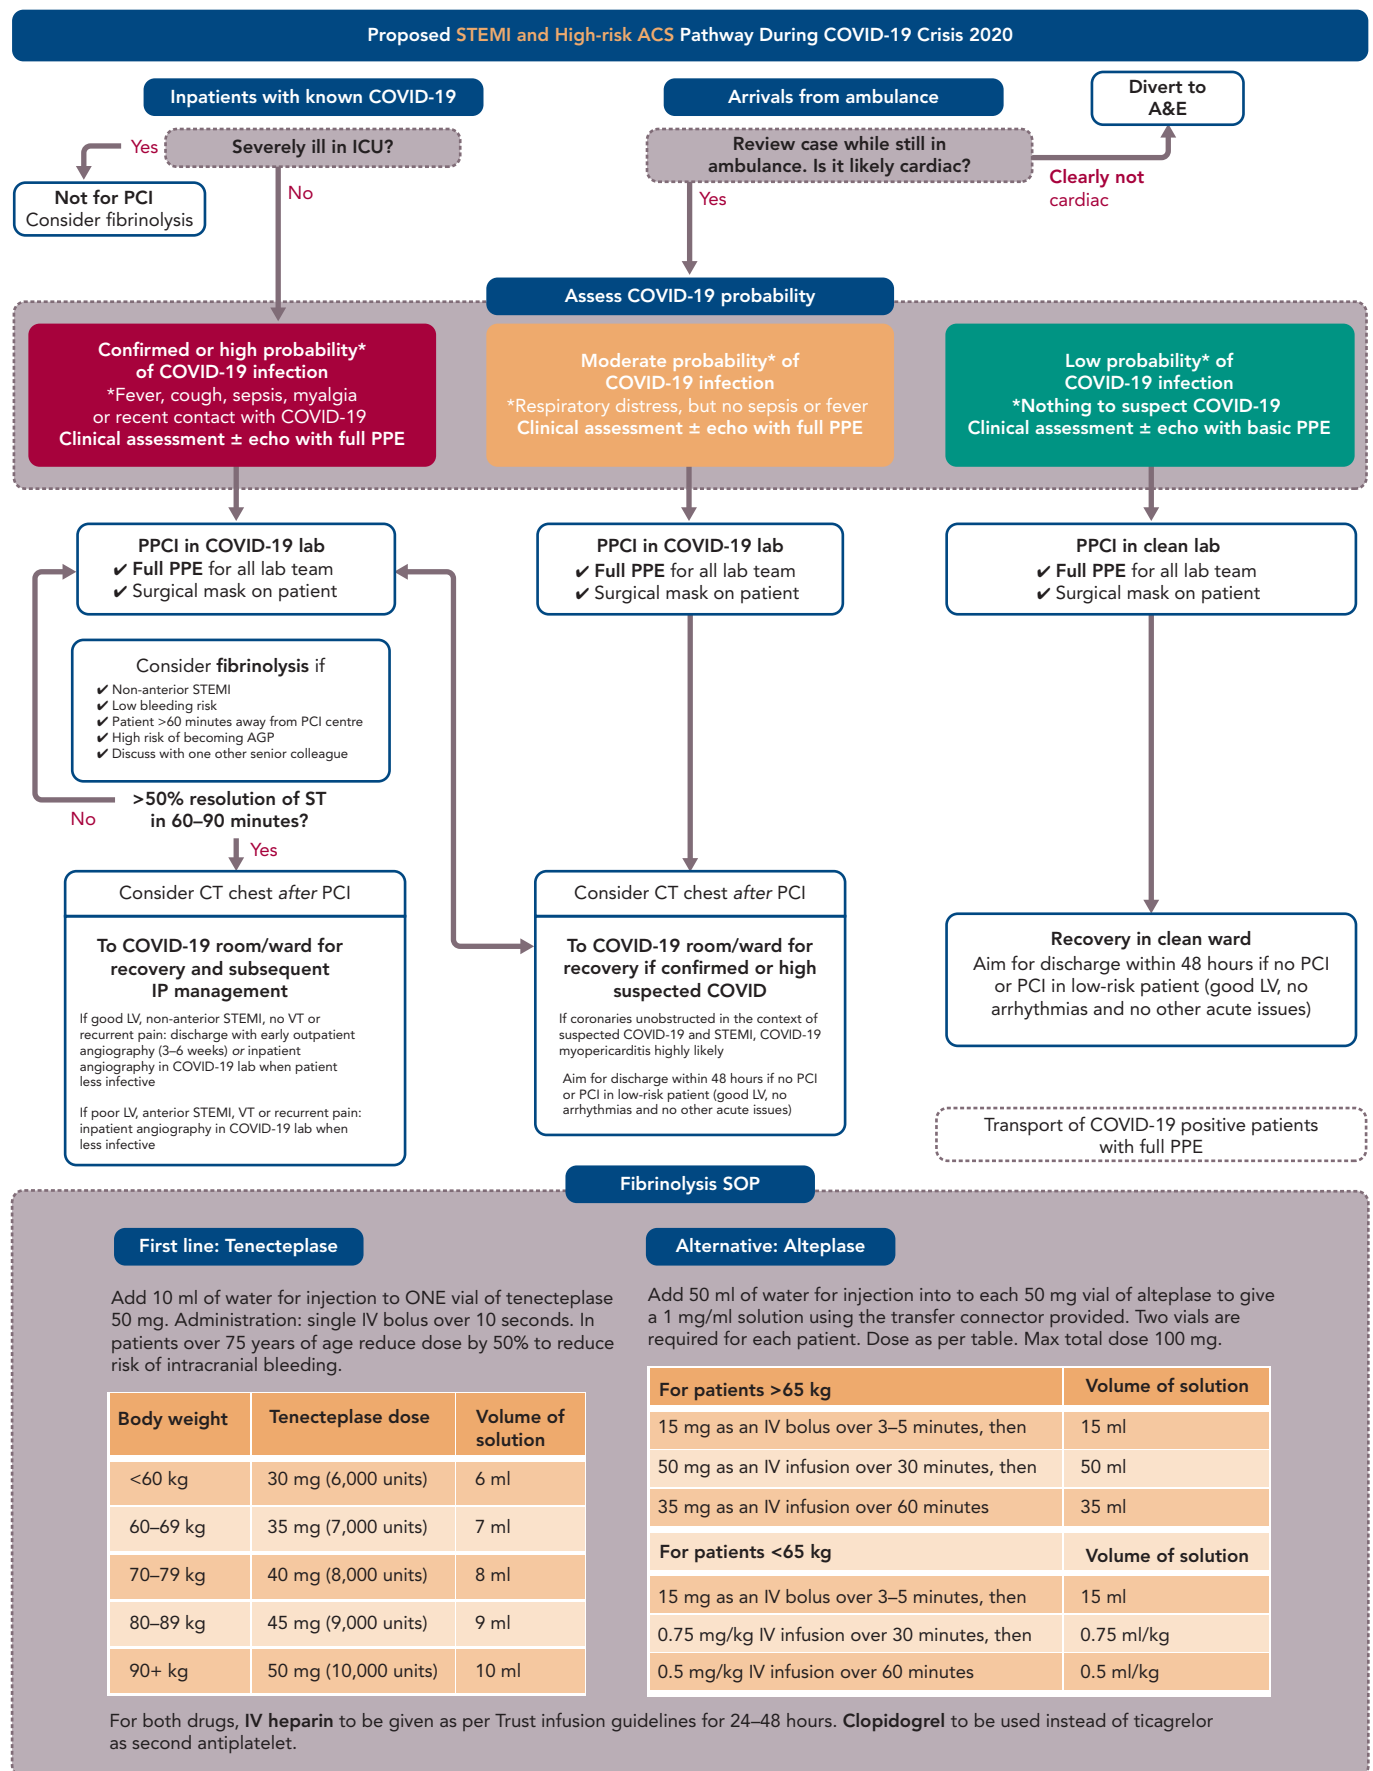 Proposed STEMI and High-risk ACS Pathway During COVID-19 Crisis 2020
Inpatients with known COVID-19
Severely ill in ICU?
Yes
Not for PCI
Consider fibrinolysis
No
Arrivals from ambulance
Review case while still in
ambulance. Is it likely cardiac?
Yes
Clearly not
cardiac
Divert to
A&E
Assess COVID-19 probability
Confirmed or high probability*
of COVID-19 infection
*Fever, cough, sepsis, myalgia
or recent contact with COVID-19
Clinical assessment ± echo with full PPE
Moderate probability* of
COVID-19 infection
*Respiratory distress, but no sepsis or fever
Clinical assessment ± echo with full PPE
Low probability* of
COVID-19 infection
*Nothing to suspect COVID-19
Clinical assessment ± echo with basic PPE
PPCI in COVID-19 lab
✔ Full PPE for all lab team
✔ Surgical mask on patient
PPCI in COVID-19 lab
✔ Full PPE for all lab team
✔ Surgical mask on patient
PPCI in clean lab
✔ Full PPE for all lab team
✔ Surgical mask on patient
Consider fibrinolysis if
✔ Non-anterior STEMI
✔ Low bleeding risk
✔ Patient >60 minutes away from PCI centre
✔ High risk of becoming AGP
✔ Discuss with one other senior colleague
>50% resolution of ST
in 60–90 minutes?
No
Yes
Consider CT chest after PCI
To COVID-19 room/ward for
recovery and subsequent
IP management
If good LV, non-anterior STEMI, no VT or
recurrent pain: discharge with early outpatient
angiography (3–6 weeks) or inpatient
angiography in COVID-19 lab when patient
less infective
If poor LV, anterior STEMI, VT or recurrent pain:
inpatient angiography in COVID-19 lab when
less infective
Consider CT chest after PCI
To COVID-19 room/ward for
recovery if confirmed or high
suspected COVID
If coronaries unobstructed in the context of
suspected COVID-19 and STEMI, COVID-19
myopericarditis highly likely
Aim for discharge within 48 hours if no PCI
or PCI in low-risk patient (good LV, no
arrhythmias and no other acute issues)
Recovery in clean ward
Aim for discharge within 48 hours if no PCI
or PCI in low-risk patient (good LV, no
arrhythmias and no other acute issues)
Transport of COVID-19 positive patients
with full PPE
Fibrinolysis SOP
First line: Tenecteplase
Add 10 ml of water for injection to ONE vial of tenecteplase
50 mg. Administration: single IV bolus over 10 seconds. In
patients over 75 years of age reduce dose by 50% to reduce
risk of intracranial bleeding.
Body weight Tenecteplase dose Volume of
solution
<60 kg 30 mg (6,000 units) 6 ml
60–69 kg 35 mg (7,000 units) 7 ml
70–79 kg 40 mg (8,000 units) 8 ml
80–89 kg 45 mg (9,000 units) 9 ml
90+ kg 50 mg (10,000 units) 10 ml
Alternative: Alteplase
Add 50 ml of water for injection into to each 50 mg vial of alteplase to give
a 1 mg/ml solution using the transfer connector provided. Two vials are
required for each patient. Dose as per table. Max total dose 100 mg.
For patients >65 kg Volume of solution
15 mg as an IV bolus over 3–5 minutes, then 15 ml
50 mg as an IV infusion over 30 minutes, then 50 ml
35 mg as an IV infusion over 60 minutes 35 ml
For patients <65 kg Volume of solution
15 mg as an IV bolus over 3–5 minutes, then 15 ml
0.75 mg/kg IV infusion over 30 minutes, then 0.75 ml/kg
0.5 mg/kg IV infusion over 60 minutes 0.5 ml/kg
For both drugs, IV heparin to be given as per Trust infusion guidelines for 24–48 hours. Clopidogrel to be used instead of ticagrelor
as second antiplatelet.